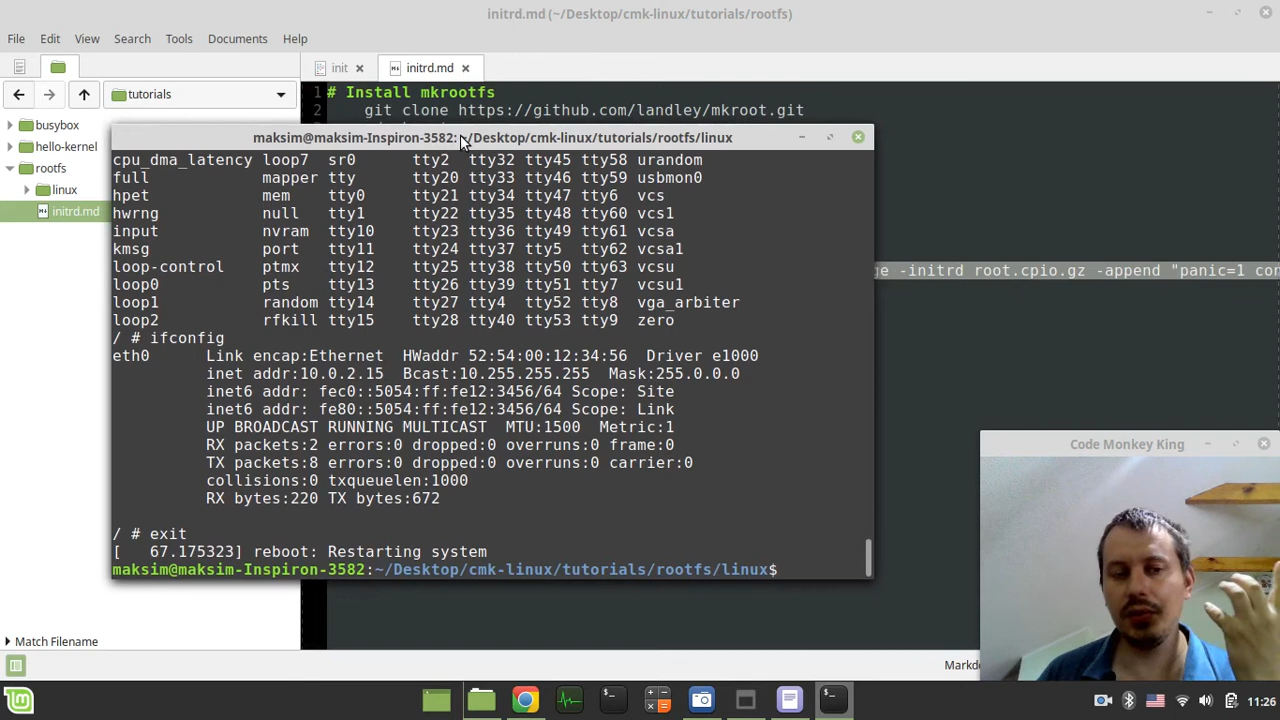 initrd.md (~/Desktop/cmk-linux/tutorials/rootfs)
File Edit View Search Tools Documents Help
init initrd.md
tutorials
busybox
hello-kernel
rootfs
linux
initrd.md
Match Filename
1 # Install mkrootfs
2 git clone https://github.com/landley/mkroot.git
ge -initrd root.cpio.gz -append "panic=1 con
maksim@maksim-Inspiron-3582: ~/Desktop/cmk-linux/tutorials/rootfs/linux
cpu_dma_latency loop7 sr0 tty2 tty32 tty45 tty58 urandom
full mapper tty tty20 tty33 tty46 tty59 usbmon0
hpet mem tty0 tty21 tty34 tty47 tty6 vcs
hwrng null tty1 tty22 tty35 tty48 tty60 vcs1
input nvram tty10 tty23 tty36 tty49 tty61 vcsa
kmsg port tty11 tty24 tty37 tty5 tty62 vcsa1
loop-control ptmx tty12 tty25 tty38 tty50 tty63 vcsu
loop0 pts tty13 tty26 tty39 tty51 tty7 vcsu1
loop1 random tty14 tty27 tty4 tty52 tty8 vga_arbiter
loop2 rfkill tty15 tty28 tty40 tty53 tty9 zero
/ # ifconfig
eth0 Link encap:Ethernet HWaddr 52:54:00:12:34:56 Driver e1000
inet addr:10.0.2.15 Bcast:10.255.255.255 Mask:255.0.0.0
inet6 addr: fec0::5054:ff:fe12:3456/64 Scope: Site
inet6 addr: fe80::5054:ff:fe12:3456/64 Scope: Link
UP BROADCAST RUNNING MULTICAST MTU:1500 Metric:1
RX packets:2 errors:0 dropped:0 overruns:0 frame:0
TX packets:8 errors:0 dropped:0 overruns:0 carrier:0
collisions:0 txqueuelen:1000
RX bytes:220 TX bytes:672
/ # exit
[ 67.175323] reboot: Restarting system
maksim@maksim-Inspiron-3582:~/Desktop/cmk-linux/tutorials/rootfs/linux$
Code Monkey King
Markdo
11:26